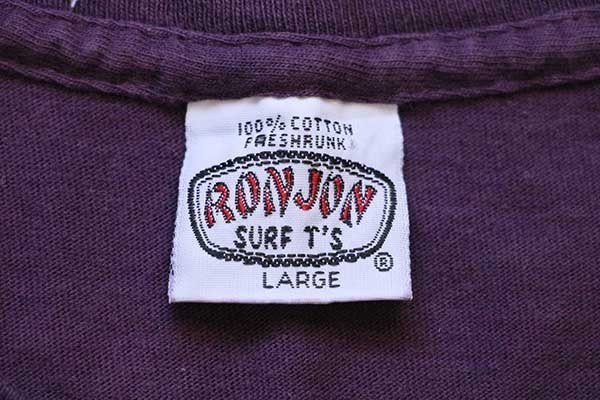 100% COTTON
PRESHRUNK
RON JON
SURF T'S
®
LARGE